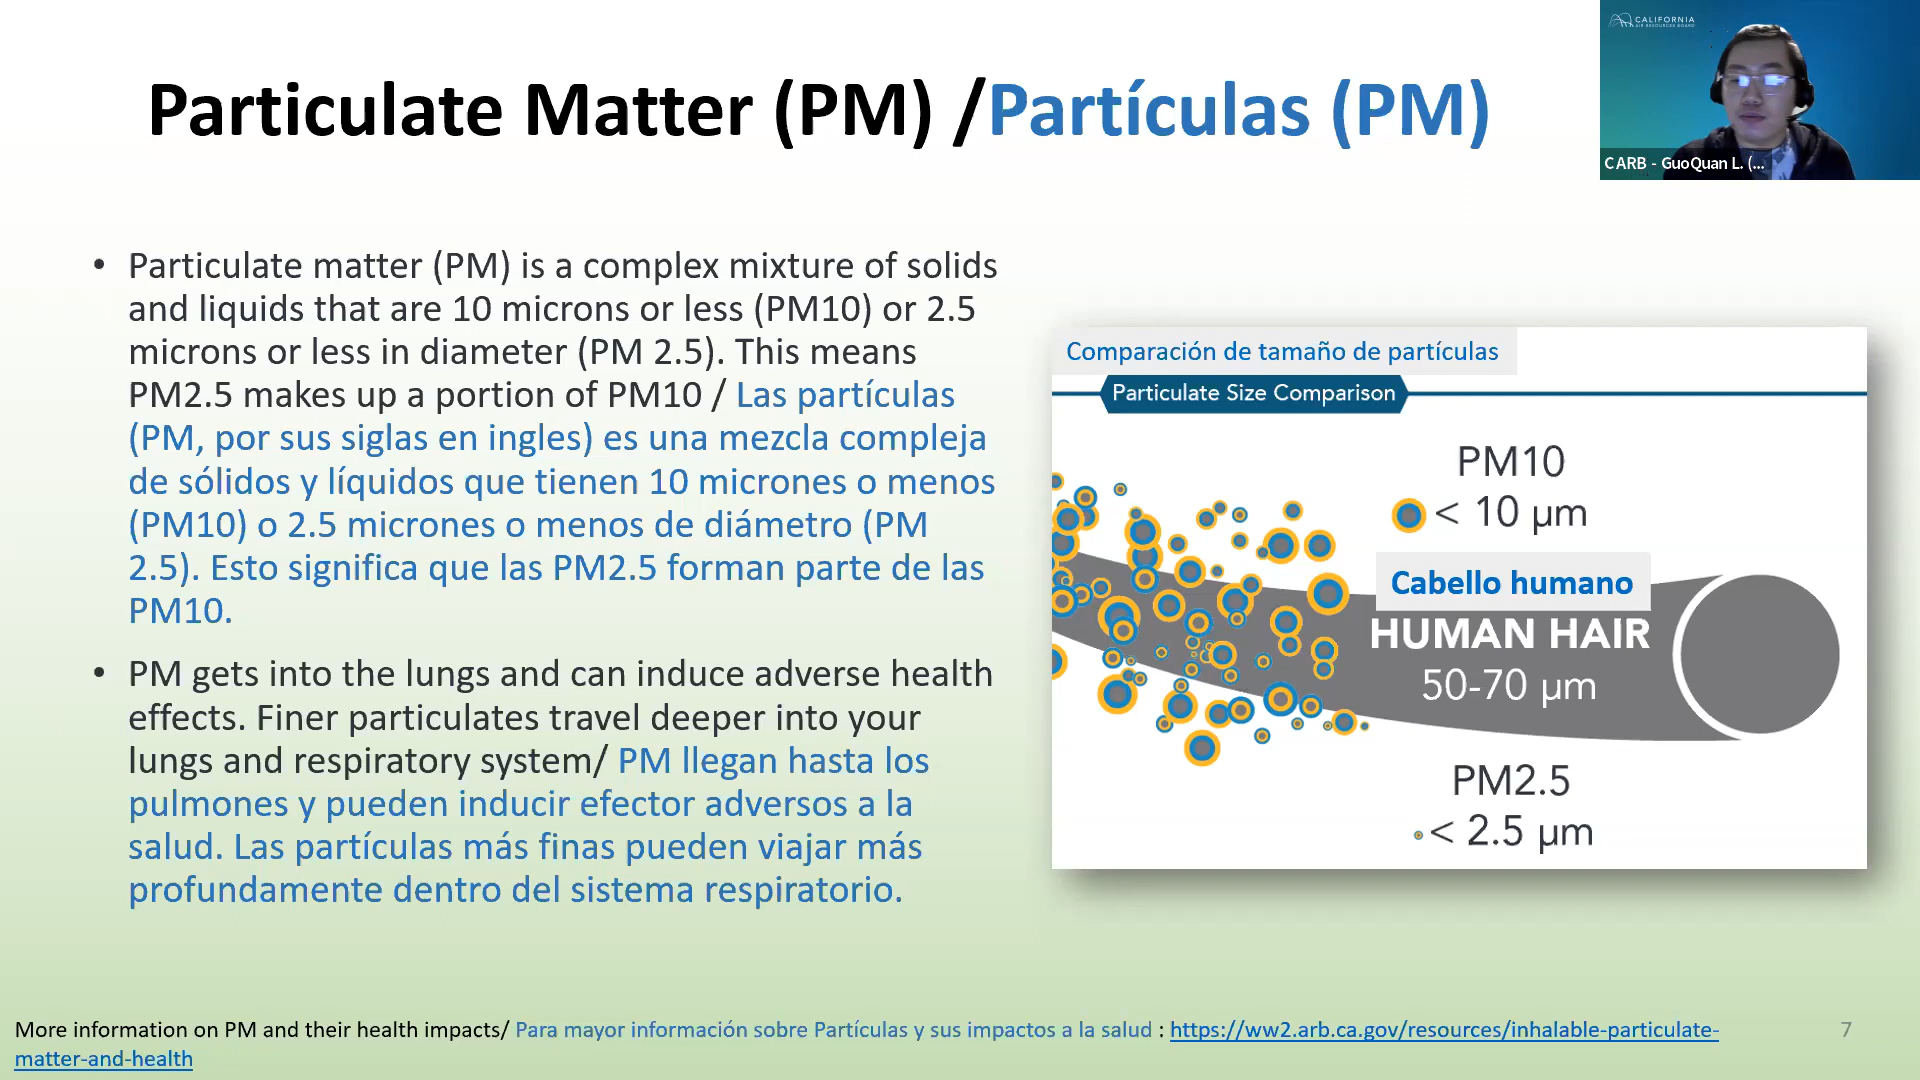 Particulate Matter (PM) /Partículas (PM)
CALIFORNIA
AIR RESOURCES BOARD
CARB - GuoQuan L. (...
• Particulate matter (PM) is a complex mixture of solids
and liquids that are 10 microns or less (PM10) or 2.5
microns or less in diameter (PM 2.5). This means
PM2.5 makes up a portion of PM10 / Las partículas
(PM, por sus siglas en ingles) es una mezcla compleja
de sólidos y líquidos que tienen 10 micrones o menos
(PM10) o 2.5 micrones o menos de diámetro (PM
2.5). Esto significa que las PM2.5 forman parte de las
PM10.
• PM gets into the lungs and can induce adverse health
effects. Finer particulates travel deeper into your
lungs and respiratory system/ PM llegan hasta los
pulmones y pueden inducir efector adversos a la
salud. Las partículas más finas pueden viajar más
profundamente dentro del sistema respiratorio.
Comparación de tamaño de partículas
Particulate Size Comparison
PM10
< 10 µm
Cabello humano
HUMAN HAIR
50-70 µm
PM2.5
< 2.5 µm
More information on PM and their health impacts/ Para mayor información sobre Partículas y sus impactos a la salud : https://ww2.arb.ca.gov/resources/inhalable-particulate-
matter-and-health
7